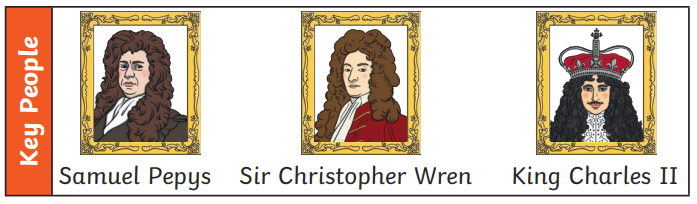 Key People
Samuel Pepys
Sir Christopher Wren
King Charles II